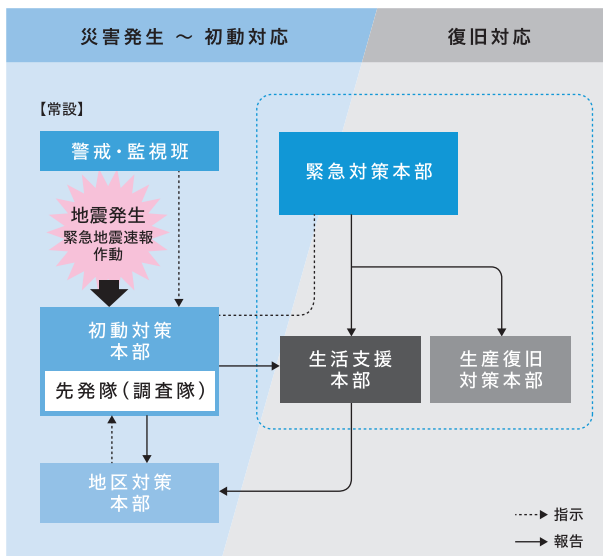 災害発生 ～ 初動対応
復旧対応
【常設】
警戒・監視班
地震発生
緊急地震速報
作動
緊急対策本部
初動対策
本部
先発隊（調査隊）
生活支援
本部
生産復旧
対策本部
地区対策
本部
指示
報告